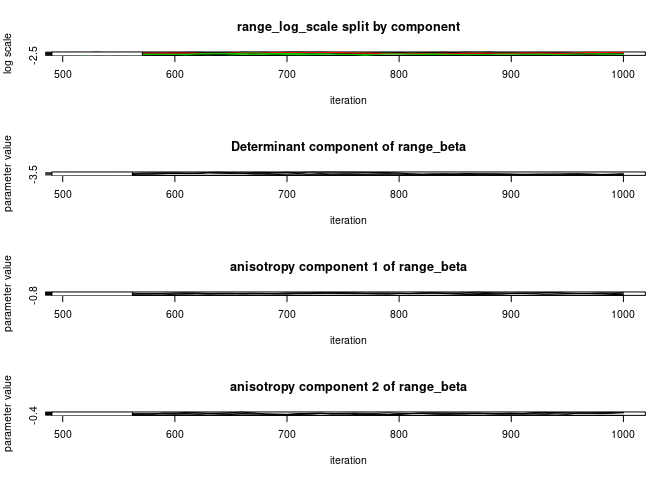 range_log_scale split by component
log scale
-2.5
500 600 700 800 900 1000
iteration
Determinant component of range_beta
parameter value
-3.5
500 600 700 800 900 1000
iteration
anisotropy component 1 of range_beta
parameter value
-0.8
500 600 700 800 900 1000
iteration
anisotropy component 2 of range_beta
parameter value
-0.4
500 600 700 800 900 1000
iteration